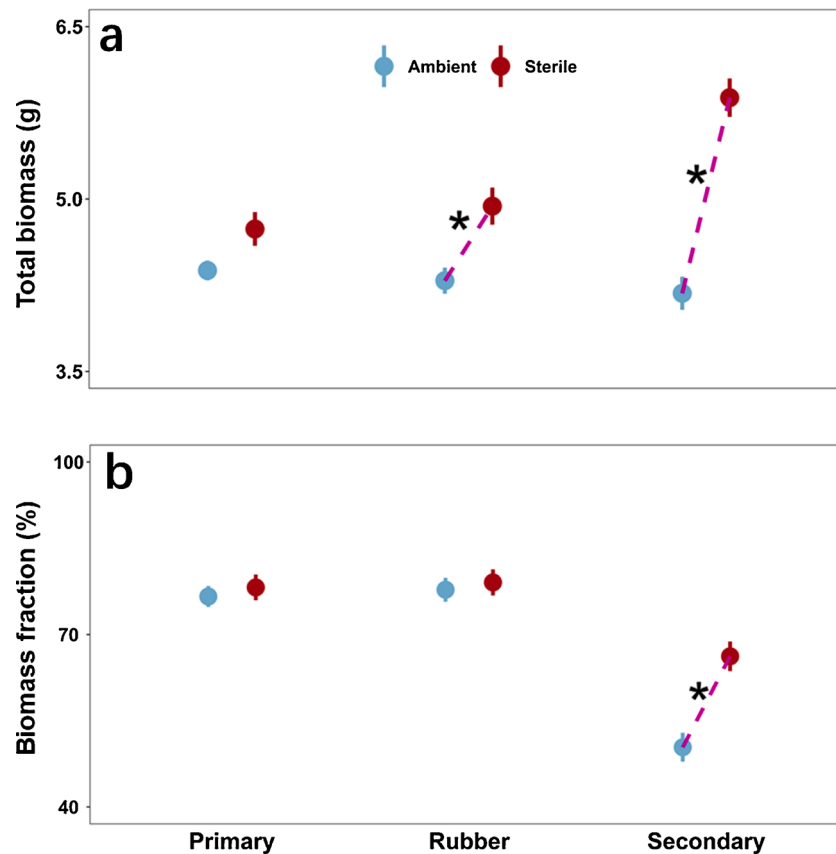 a
6.5
Ambient Sterile
Total biomass (g)
*
*
5.0
3.5
b
100
Biomass fraction (%)
70
*
40
Primary Rubber Secondary